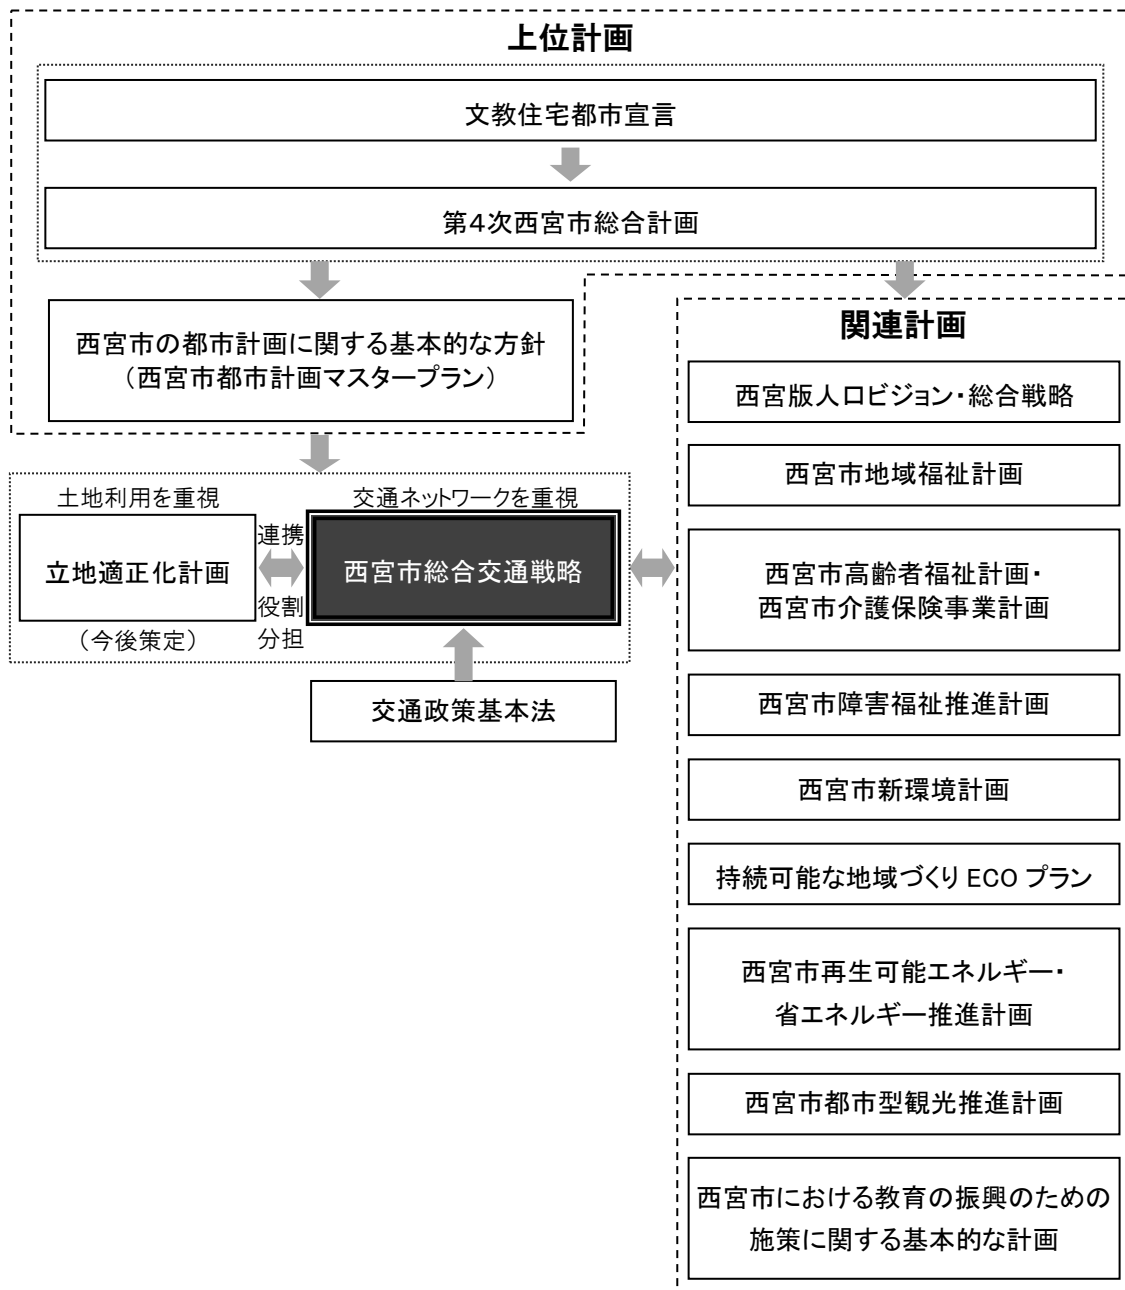 上位計画
文教住宅都市宣言
第4次西宮市総合計画
西宮市の都市計画に関する基本的な方針
（西宮市都市計画マスタープラン）
土地利用を重視
立地適正化計画
（今後策定）
連携
役割
分担
交通ネットワークを重視
西宮市総合交通戦略
交通政策基本法
関連計画
西宮版人口ビジョン・総合戦略
西宮市地域福祉計画
西宮市高齢者福祉計画・
西宮市介護保険事業計画
西宮市障害福祉推進計画
西宮市新環境計画
持続可能な地域づくり ECO プラン
西宮市再生可能エネルギー・
省エネルギー推進計画
西宮市都市型観光推進計画
西宮市における教育の振興のための
施策に関する基本的な計画